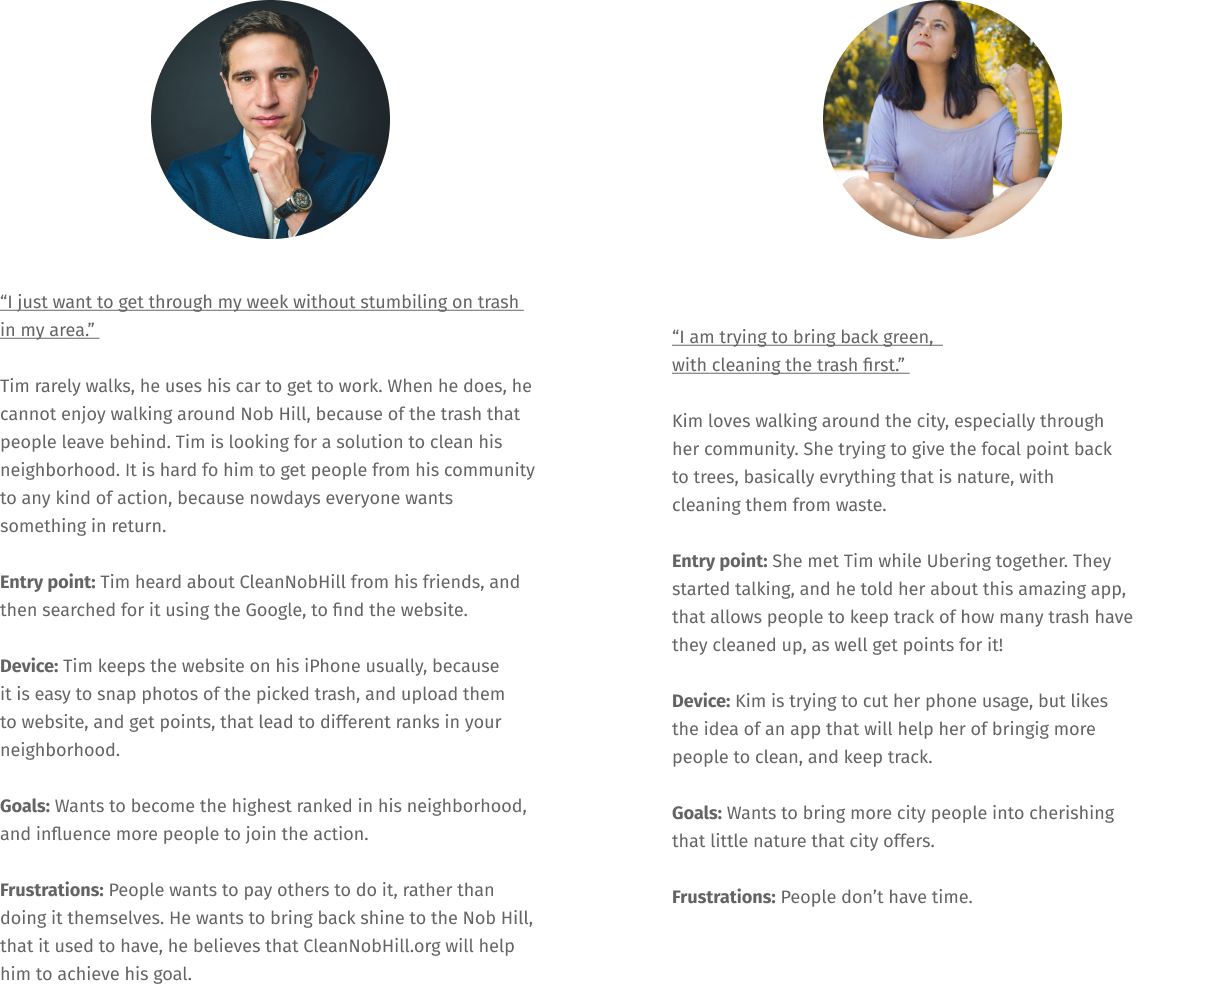 “I just want to get through my week without stumbiling on trash
in my area.”
Tim rarely walks, he uses his car to get to work. When he does, he
cannot enjoy walking around Nob Hill, because of the trash that
people leave behind. Tim is looking for a solution to clean his
neighborhood. It is hard fo him to get people from his community
to any kind of action, because nowdays everyone wants
something in return.
Entry point: Tim heard about CleanNobHill from his friends, and
then searched for it using the Google, to find the website.
Device: Tim keeps the website on his iPhone usually, because
it is easy to snap photos of the picked trash, and upload them
to website, and get points, that lead to different ranks in your
neighborhood.
Goals: Wants to become the highest ranked in his neighborhood,
and influence more people to join the action.
Frustrations: People wants to pay others to do it, rather than
doing it themselves. He wants to bring back shine to the Nob Hill,
that it used to have, he believes that CleanNobHill.org will help
him to achieve his goal.
“I am trying to bring back green,
with cleaning the trash first.”
Kim loves walking around the city, especially through
her community. She trying to give the focal point back
to trees, basically evrything that is nature, with
cleaning them from waste.
Entry point: She met Tim while Ubering together. They
started talking, and he told her about this amazing app,
that allows people to keep track of how many trash have
they cleaned up, as well get points for it!
Device: Kim is trying to cut her phone usage, but likes
the idea of an app that will help her of bringig more
people to clean, and keep track.
Goals: Wants to bring more city people into cherishing
that little nature that city offers.
Frustrations: People don’t have time.